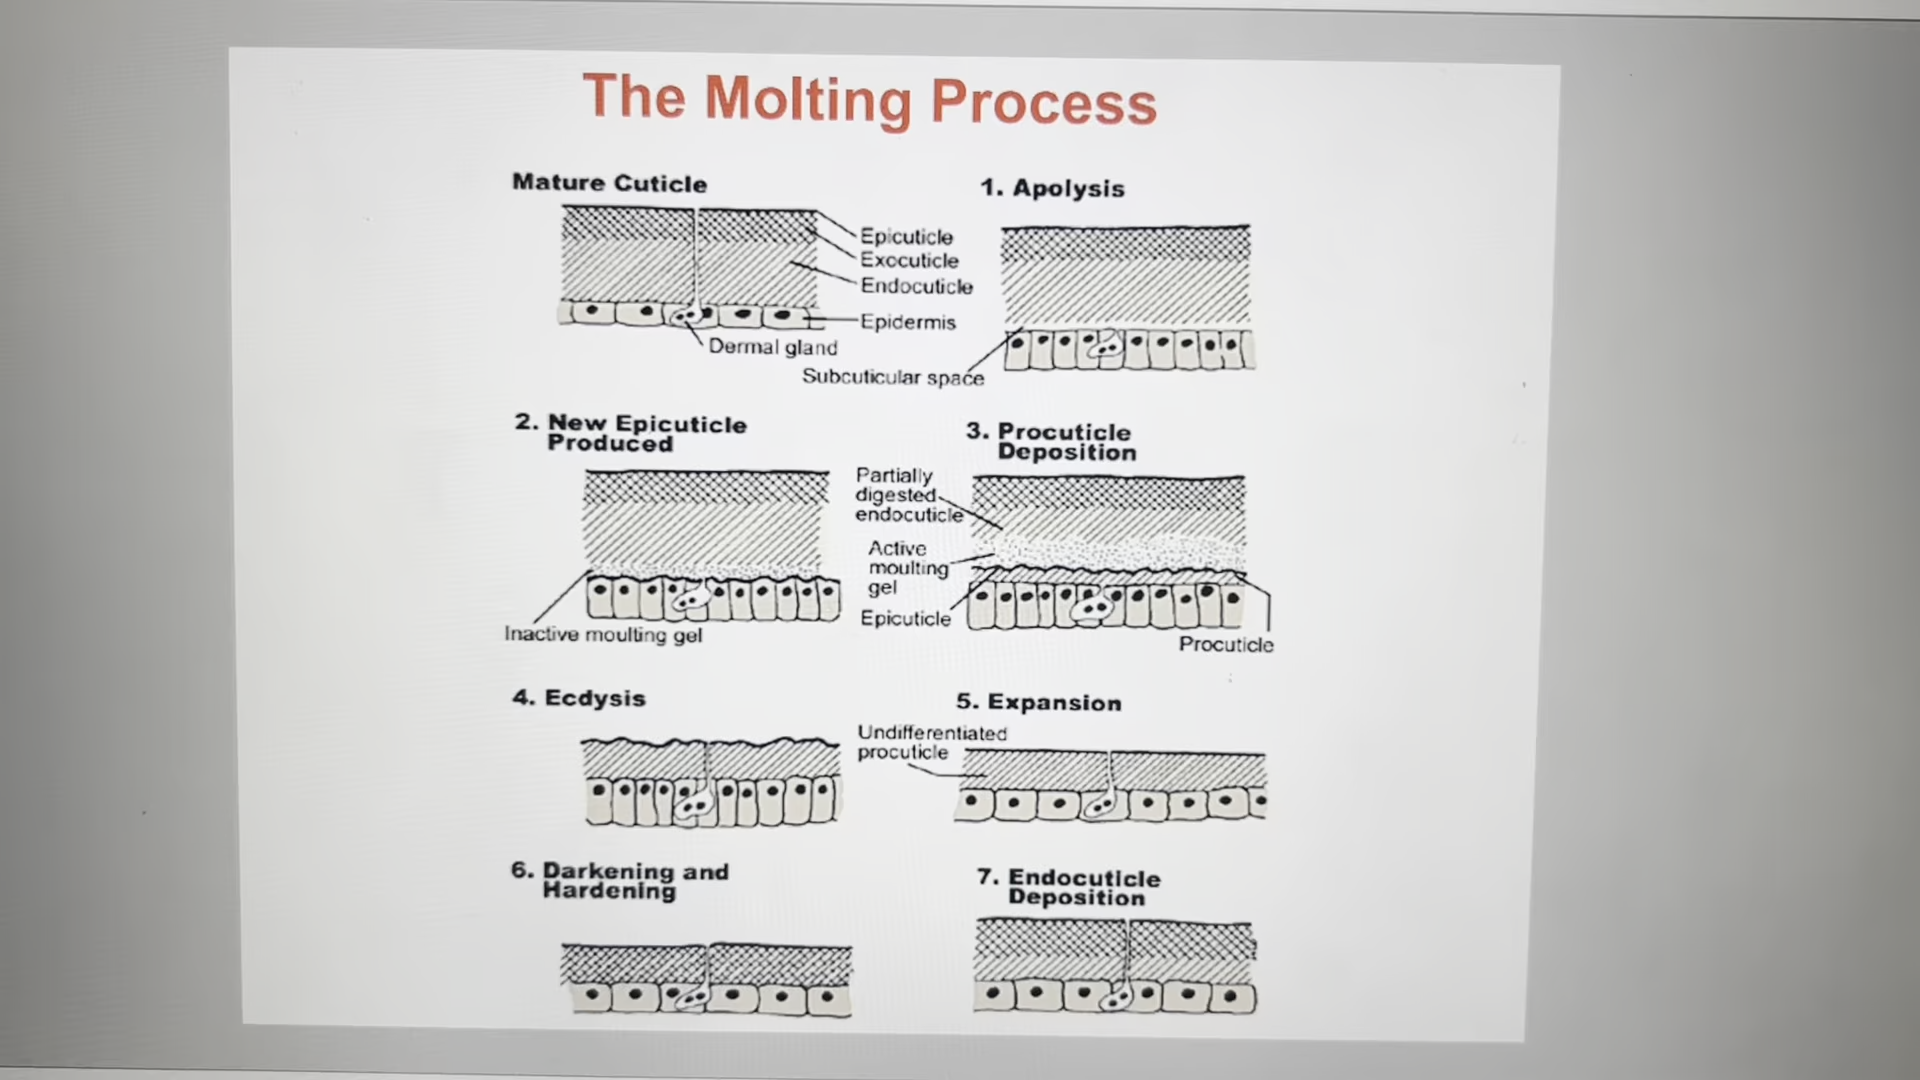 The Molting Process
Mature Cuticle
Epicuticle
Exocuticle
Endocuticle
Epidermis
Dermal gland
1. Apolysis
Subcuticular space
2. New Epicuticle
Produced
Inactive moulting gel
3. Procuticle
Deposition
Partially
digested
endocuticle
Active
moulting
gel
Epicuticle
Procuticle
4. Ecdysis
5. Expansion
Undifferentiated
procuticle
6. Darkening and
Hardening
7. Endocuticle
Deposition